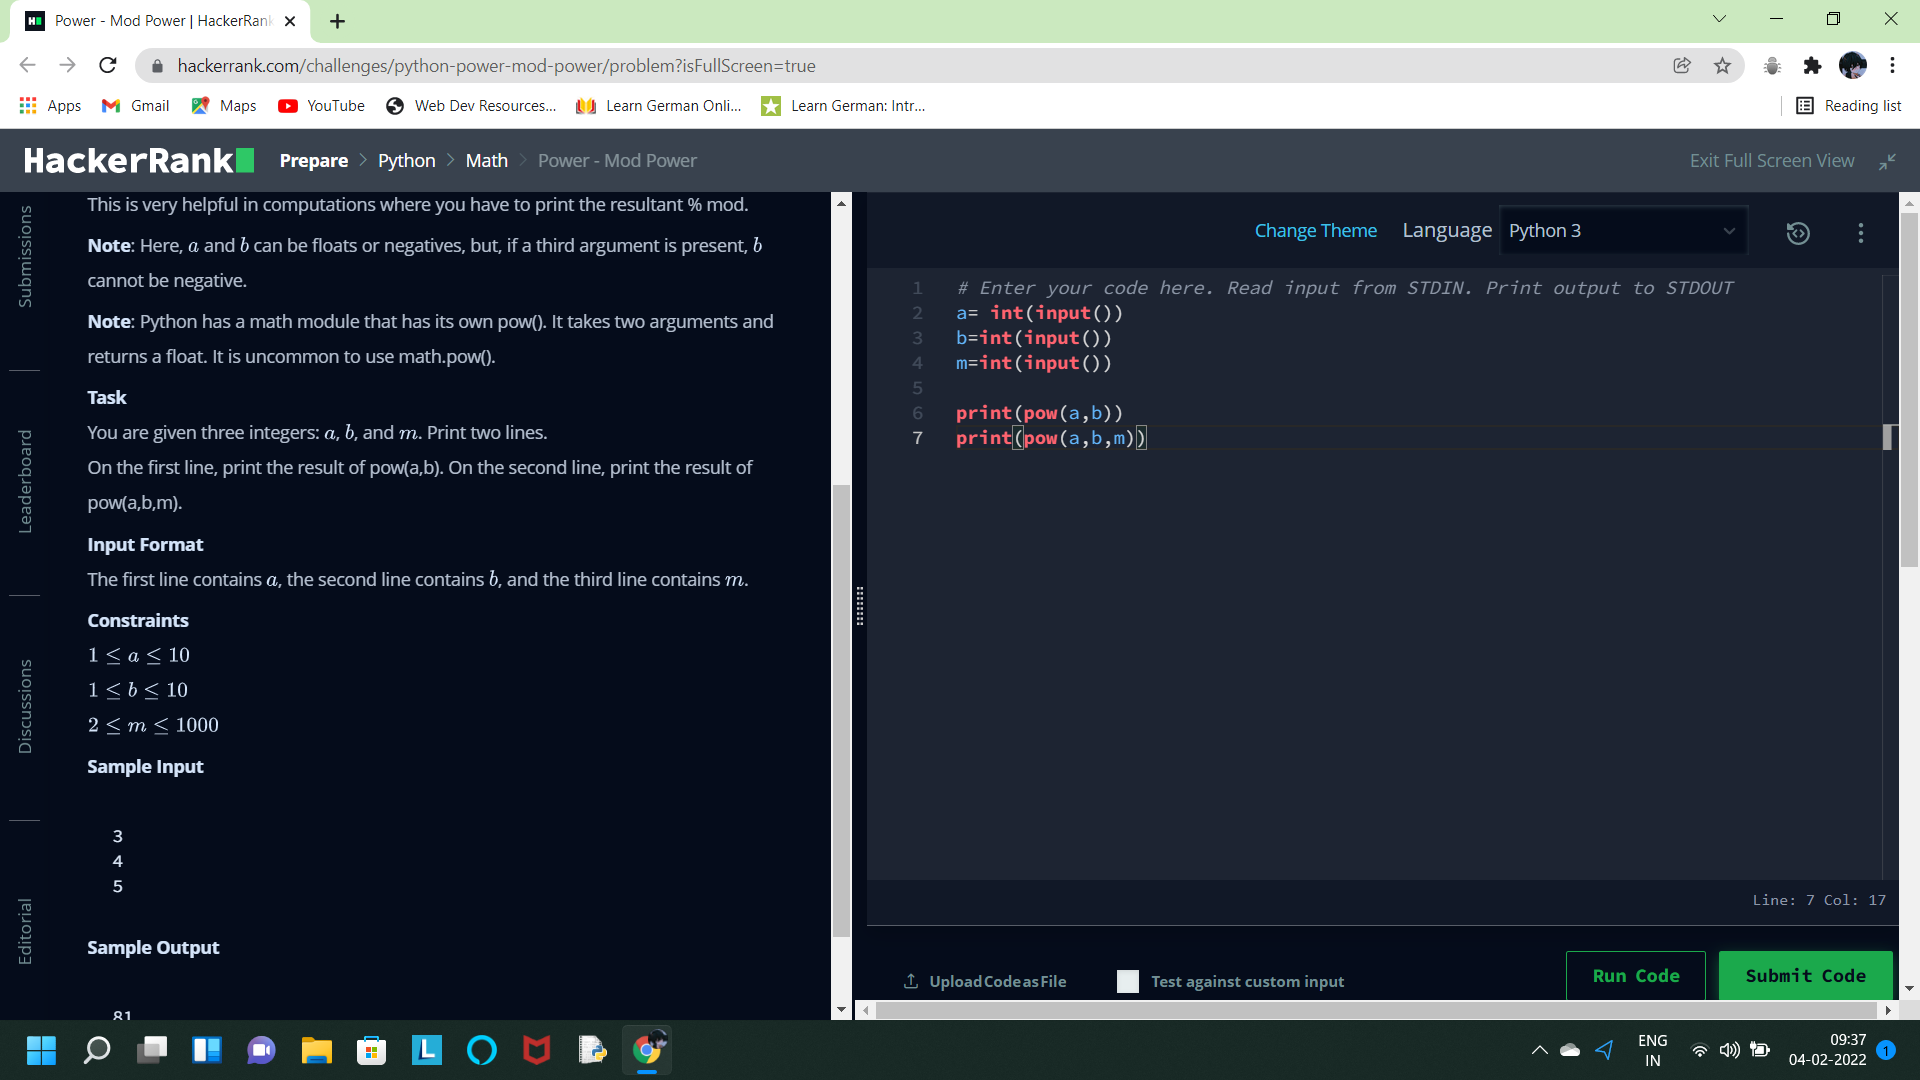 Power - Mod Power | HackerRank
hackerrank.com/challenges/python-power-mod-power/problem?isFullScreen=true
Apps
Gmail
Maps
YouTube
Web Dev Resources...
Learn German Onli...
Learn German: Intr...
Reading list
HackerRank
Prepare
Python
Math
Power - Mod Power
Exit Full Screen View
Submissions
Leaderboard
Discussions
Editorial
This is very helpful in computations where you have to print the resultant % mod.
Note: Here, a and b can be floats or negatives, but, if a third argument is present, b
cannot be negative.
Note: Python has a math module that has its own pow(). It takes two arguments and
returns a float. It is uncommon to use math.pow().
Task
You are given three integers: a, b, and m. Print two lines.
On the first line, print the result of pow(a,b). On the second line, print the result of
pow(a,b,m).
Input Format
The first line contains a, the second line contains b, and the third line contains m.
Constraints
1 ≤ a ≤ 10
1 ≤ b ≤ 10
2 ≤ m ≤ 1000
Sample Input
3
4
5
Sample Output
81
Change Theme
Language
Python 3
1 # Enter your code here. Read input from STDIN. Print output to STDOUT
2 a= int(input())
3 b=int(input())
4 m=int(input())
5
6 print(pow(a,b))
7 print(pow(a,b,m))
Line: 7 Col: 17
Upload Code as File
Test against custom input
Run Code
Submit Code
ENG
IN
09:37
04-02-2022
1